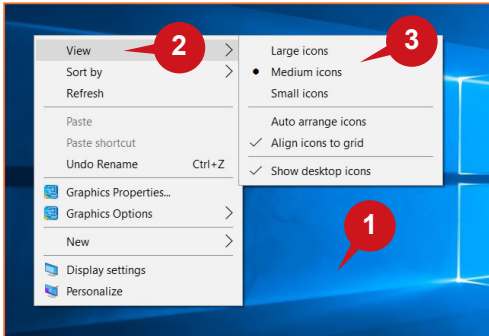 View
Sort by
Refresh
Paste
Paste shortcut
Undo Rename Ctrl+Z
Graphics Properties...
Graphics Options
New
Display settings
Personalize
Large icons
Medium icons
Small icons
Auto arrange icons
Align icons to grid
Show desktop icons
2
3
1